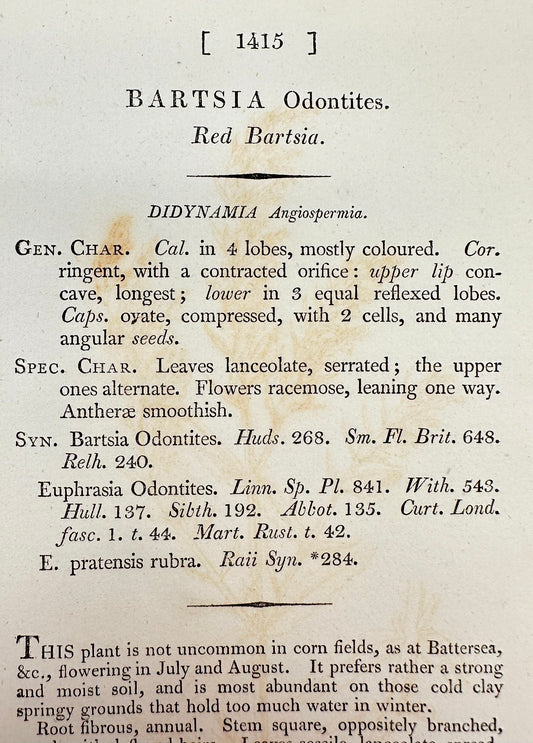 [ 1415 ]
BARTSIA Odontites.
Red Bartsia.
DIDYNAMIA Angiospermia.
GEN. CHAR. Cal. in 4 lobes, mostly coloured. Cor.
ringent, with a contracted orifice: upper lip con-
cave, longest; lower in 3 equal reflexed lobes.
Caps. ovate, compressed, with 2 cells, and many
angular seeds.
SPEC. CHAR. Leaves lanceolate, serrated; the upper
ones alternate. Flowers racemose, leaning one way.
Antheræ smoothish.
SYN. Bartsia Odontites. Huds. 268. Sm. Fl. Brit. 648.
Relh. 240.
Euphrasia Odontites. Linn. Sp. Pl. 841. With. 543.
Hull. 137. Sibth. 192. Abbot. 135. Curt. Lond.
fasc. 1. t. 44. Mart. Rust. t. 42.
E. pratensis rubra. Raii Syn. *284.
THIS plant is not uncommon in corn fields, as at Battersea,
&c., flowering in July and August. It prefers rather a strong
and moist soil, and is most abundant on those cold clay
springy grounds that hold too much water in winter.
Root fibrous, annual. Stem square, oppositely branched,